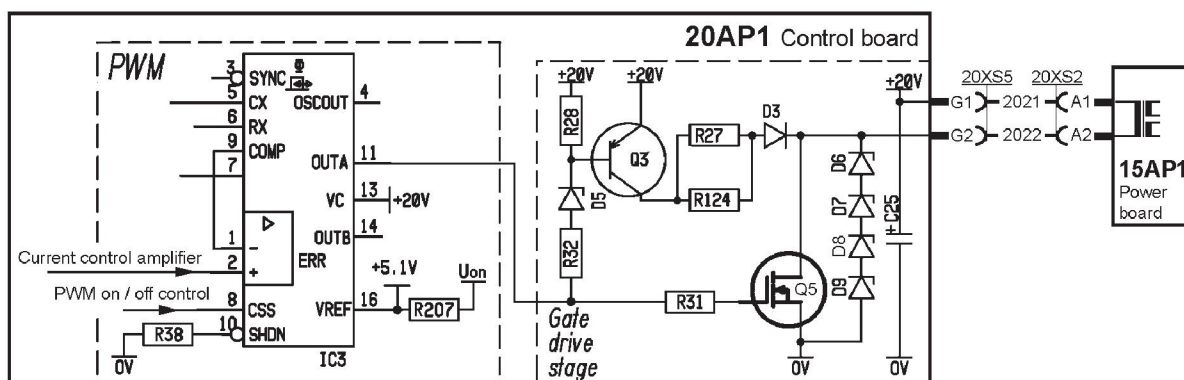 20AP1 Control board
PWM
SYNC
Φ
CX
RX
COMP
OSCOUT
OUTA
VC
OUTB
ERR
VREF
CSS
SHDN
IC3
3
5
6
9
7
1
2
8
10
4
11
13
14
16
+20V
+5.1V
Uon
R207
Current control amplifier
PWM on / off control
R38
0V
+20V
+20V
R28
Q3
D5
R32
R27
R124
D3
R31
Q5
D6
D7
D8
D9
+
C25
+20V
0V
0V
Gate
drive
stage
20XS5
20XS2
G1
2021
A1
G2
2022
A2
15AP1
Power
board